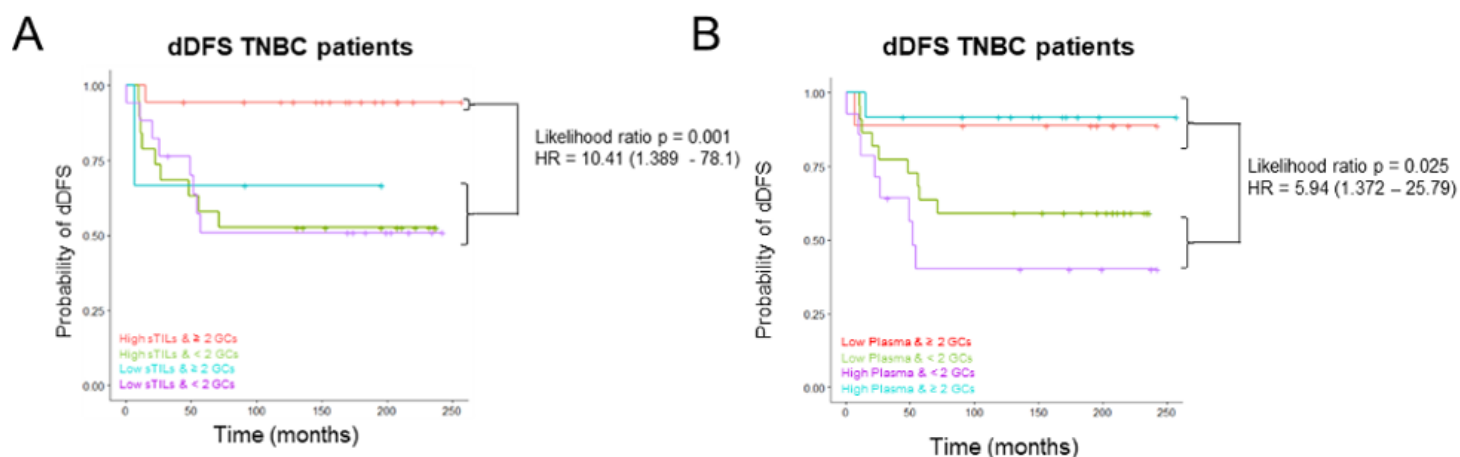 A
dDFS TNBC patients
Probability of dDFS
1.00
0.75
0.50
0.25
0.00
High sTILs & ≥ 2 GCs
High sTILs & < 2 GCs
Low sTILs & ≥ 2 GCs
Low sTILs & < 2 GCs
0 50 100 150 200 250
Time (months)
Likelihood ratio p = 0.001
HR = 10.41 (1.389 - 78.1)
B
dDFS TNBC patients
Probability of dDFS
1.00
0.75
0.50
0.25
0.00
Low Plasma & ≥ 2 GCs
Low Plasma & < 2 GCs
High Plasma & < 2 GCs
High Plasma & ≥ 2 GCs
0 50 100 150 200 250
Time (months)
Likelihood ratio p = 0.025
HR = 5.94 (1.372 – 25.79)